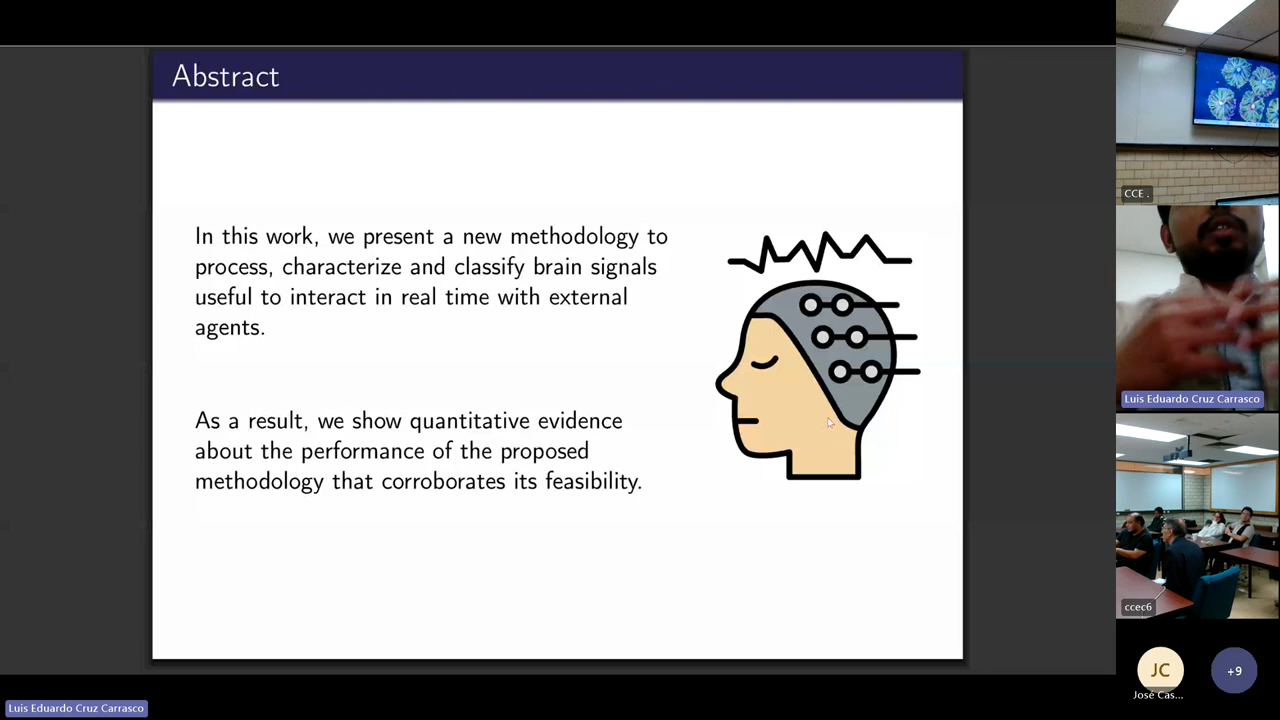 Abstract
In this work, we present a new methodology to
process, characterize and classify brain signals
useful to interact in real time with external
agents.
As a result, we show quantitative evidence
about the performance of the proposed
methodology that corroborates its feasibility.
CCE .
Luis Eduardo Cruz Carrasco
ccec6
JC
José Cas...
+9
Luis Eduardo Cruz Carrasco